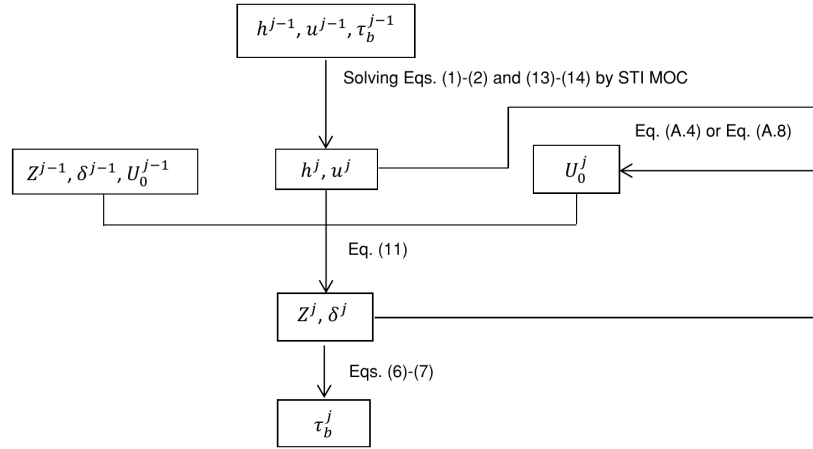 h^{j-1}, u^{j-1}, τ_b^{j-1}
Solving Eqs. (1)-(2) and (13)-(14) by STI MOC
Eq. (A.4) or Eq. (A.8)
Z^{j-1}, δ^{j-1}, U_0^{j-1}
h^j, u^j
U_0^j
Eq. (11)
Z^j, δ^j
Eqs. (6)-(7)
τ_b^j